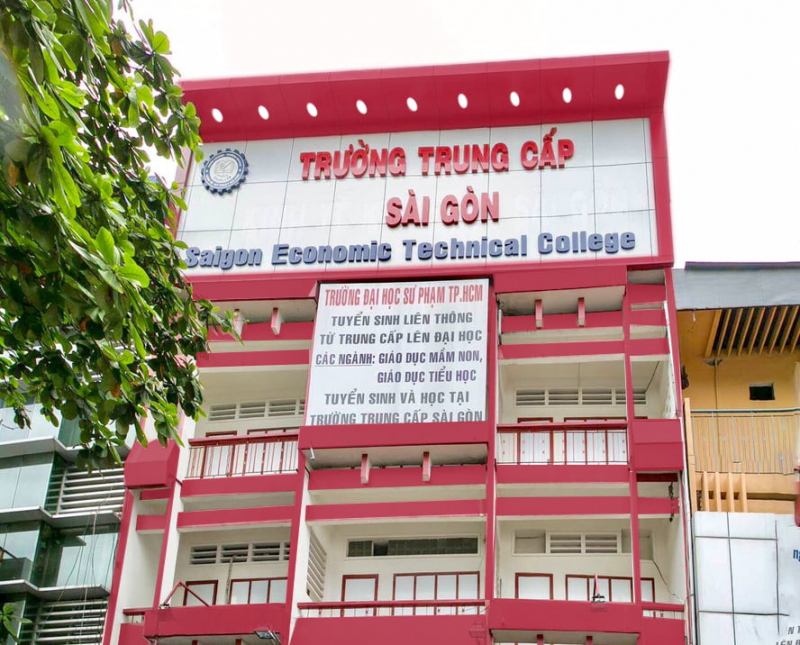 TRƯỜNG TRUNG CẤP
SÀI GÒN
Saigon Economic Technical College
TRƯỜNG ĐẠI HỌC SƯ PHẠM TP.HCM
TUYỂN SINH LIÊN THÔNG
TỪ TRUNG CẤP LÊN ĐẠI HỌC
CÁC NGÀNH: GIÁO DỤC MẦM NON,
GIÁO DỤC TIỂU HỌC
TUYỂN SINH VÀ HỌC TẠI
TRƯỜNG TRUNG CẤP SÀI GÒN